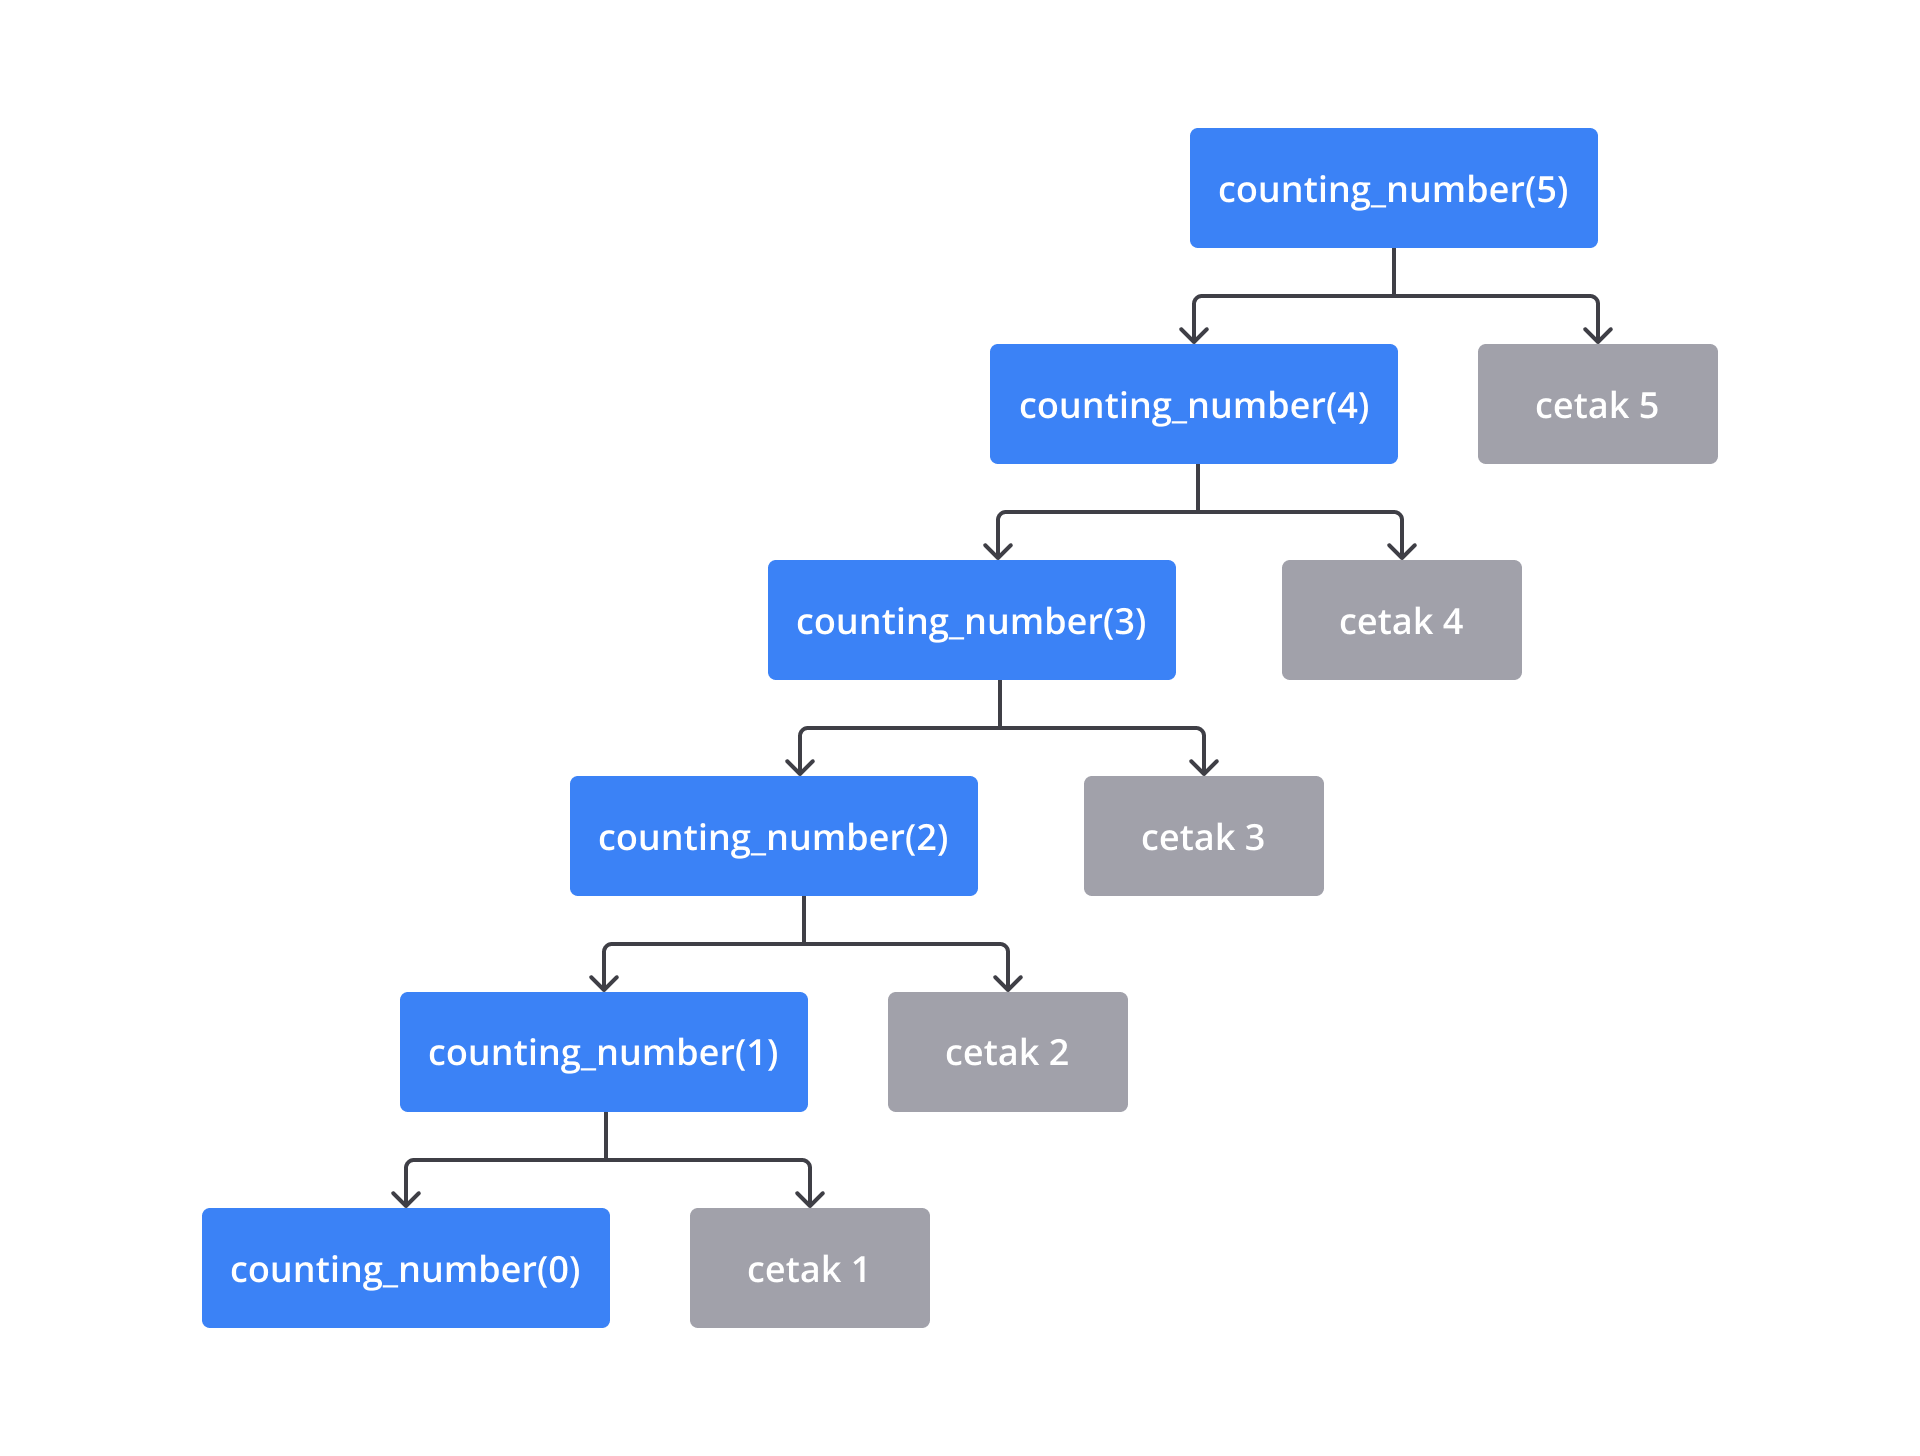 counting_number(5)
counting_number(4)
cetak 5
counting_number(3)
cetak 4
counting_number(2)
cetak 3
counting_number(1)
cetak 2
counting_number(0)
cetak 1